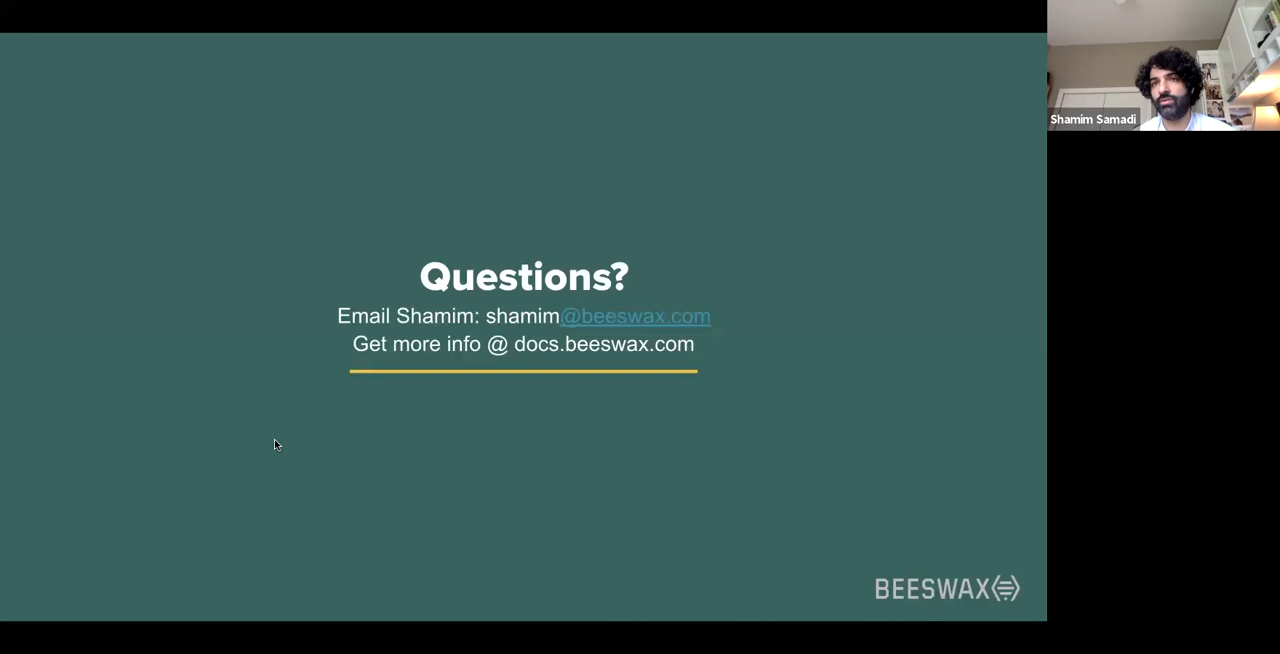 Questions?
Email Shamim: shamim@beeswax.com
Get more info @ docs.beeswax.com
BEESWAX
Shamim Samadi